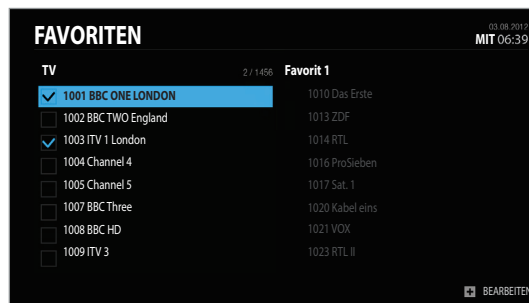 FAVORITEN
03.08.2012
MIT 06:39
TV 2 / 1456
1001 BBC ONE LONDON
1002 BBC TWO England
1003 ITV 1 London
1004 Channel 4
1005 Channel 5
1007 BBC Three
1008 BBC HD
1009 ITV 3
Favorit 1
1010 Das Erste
1013 ZDF
1014 RTL
1016 ProSieben
1017 Sat. 1
1020 Kabel eins
1021 VOX
1023 RTL II
BEARBEITEN